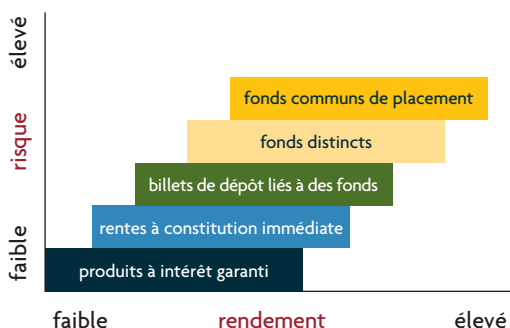 élevé
risque
faible
fonds communs de placement
fonds distincts
billets de dépôt liés à des fonds
rentes à constitution immédiate
produits à intérêt garanti
faible
rendement
élevé